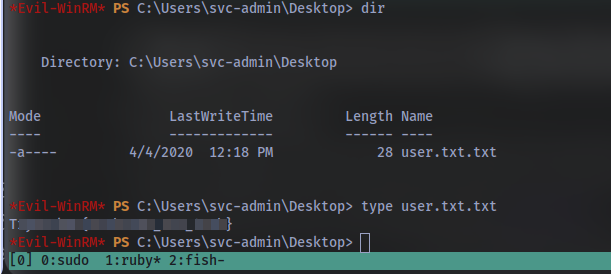 *Evil-WinRM* PS C:\Users\svc-admin\Desktop> dir
Directory: C:\Users\svc-admin\Desktop
Mode LastWriteTime Length Name
---- ------------- ------ ----
-a---- 4/4/2020 12:18 PM 28 user.txt.txt
*Evil-WinRM* PS C:\Users\svc-admin\Desktop> type user.txt.txt
*Evil-WinRM* PS C:\Users\svc-admin\Desktop>
[0] 0:sudo 1:ruby* 2:fish-